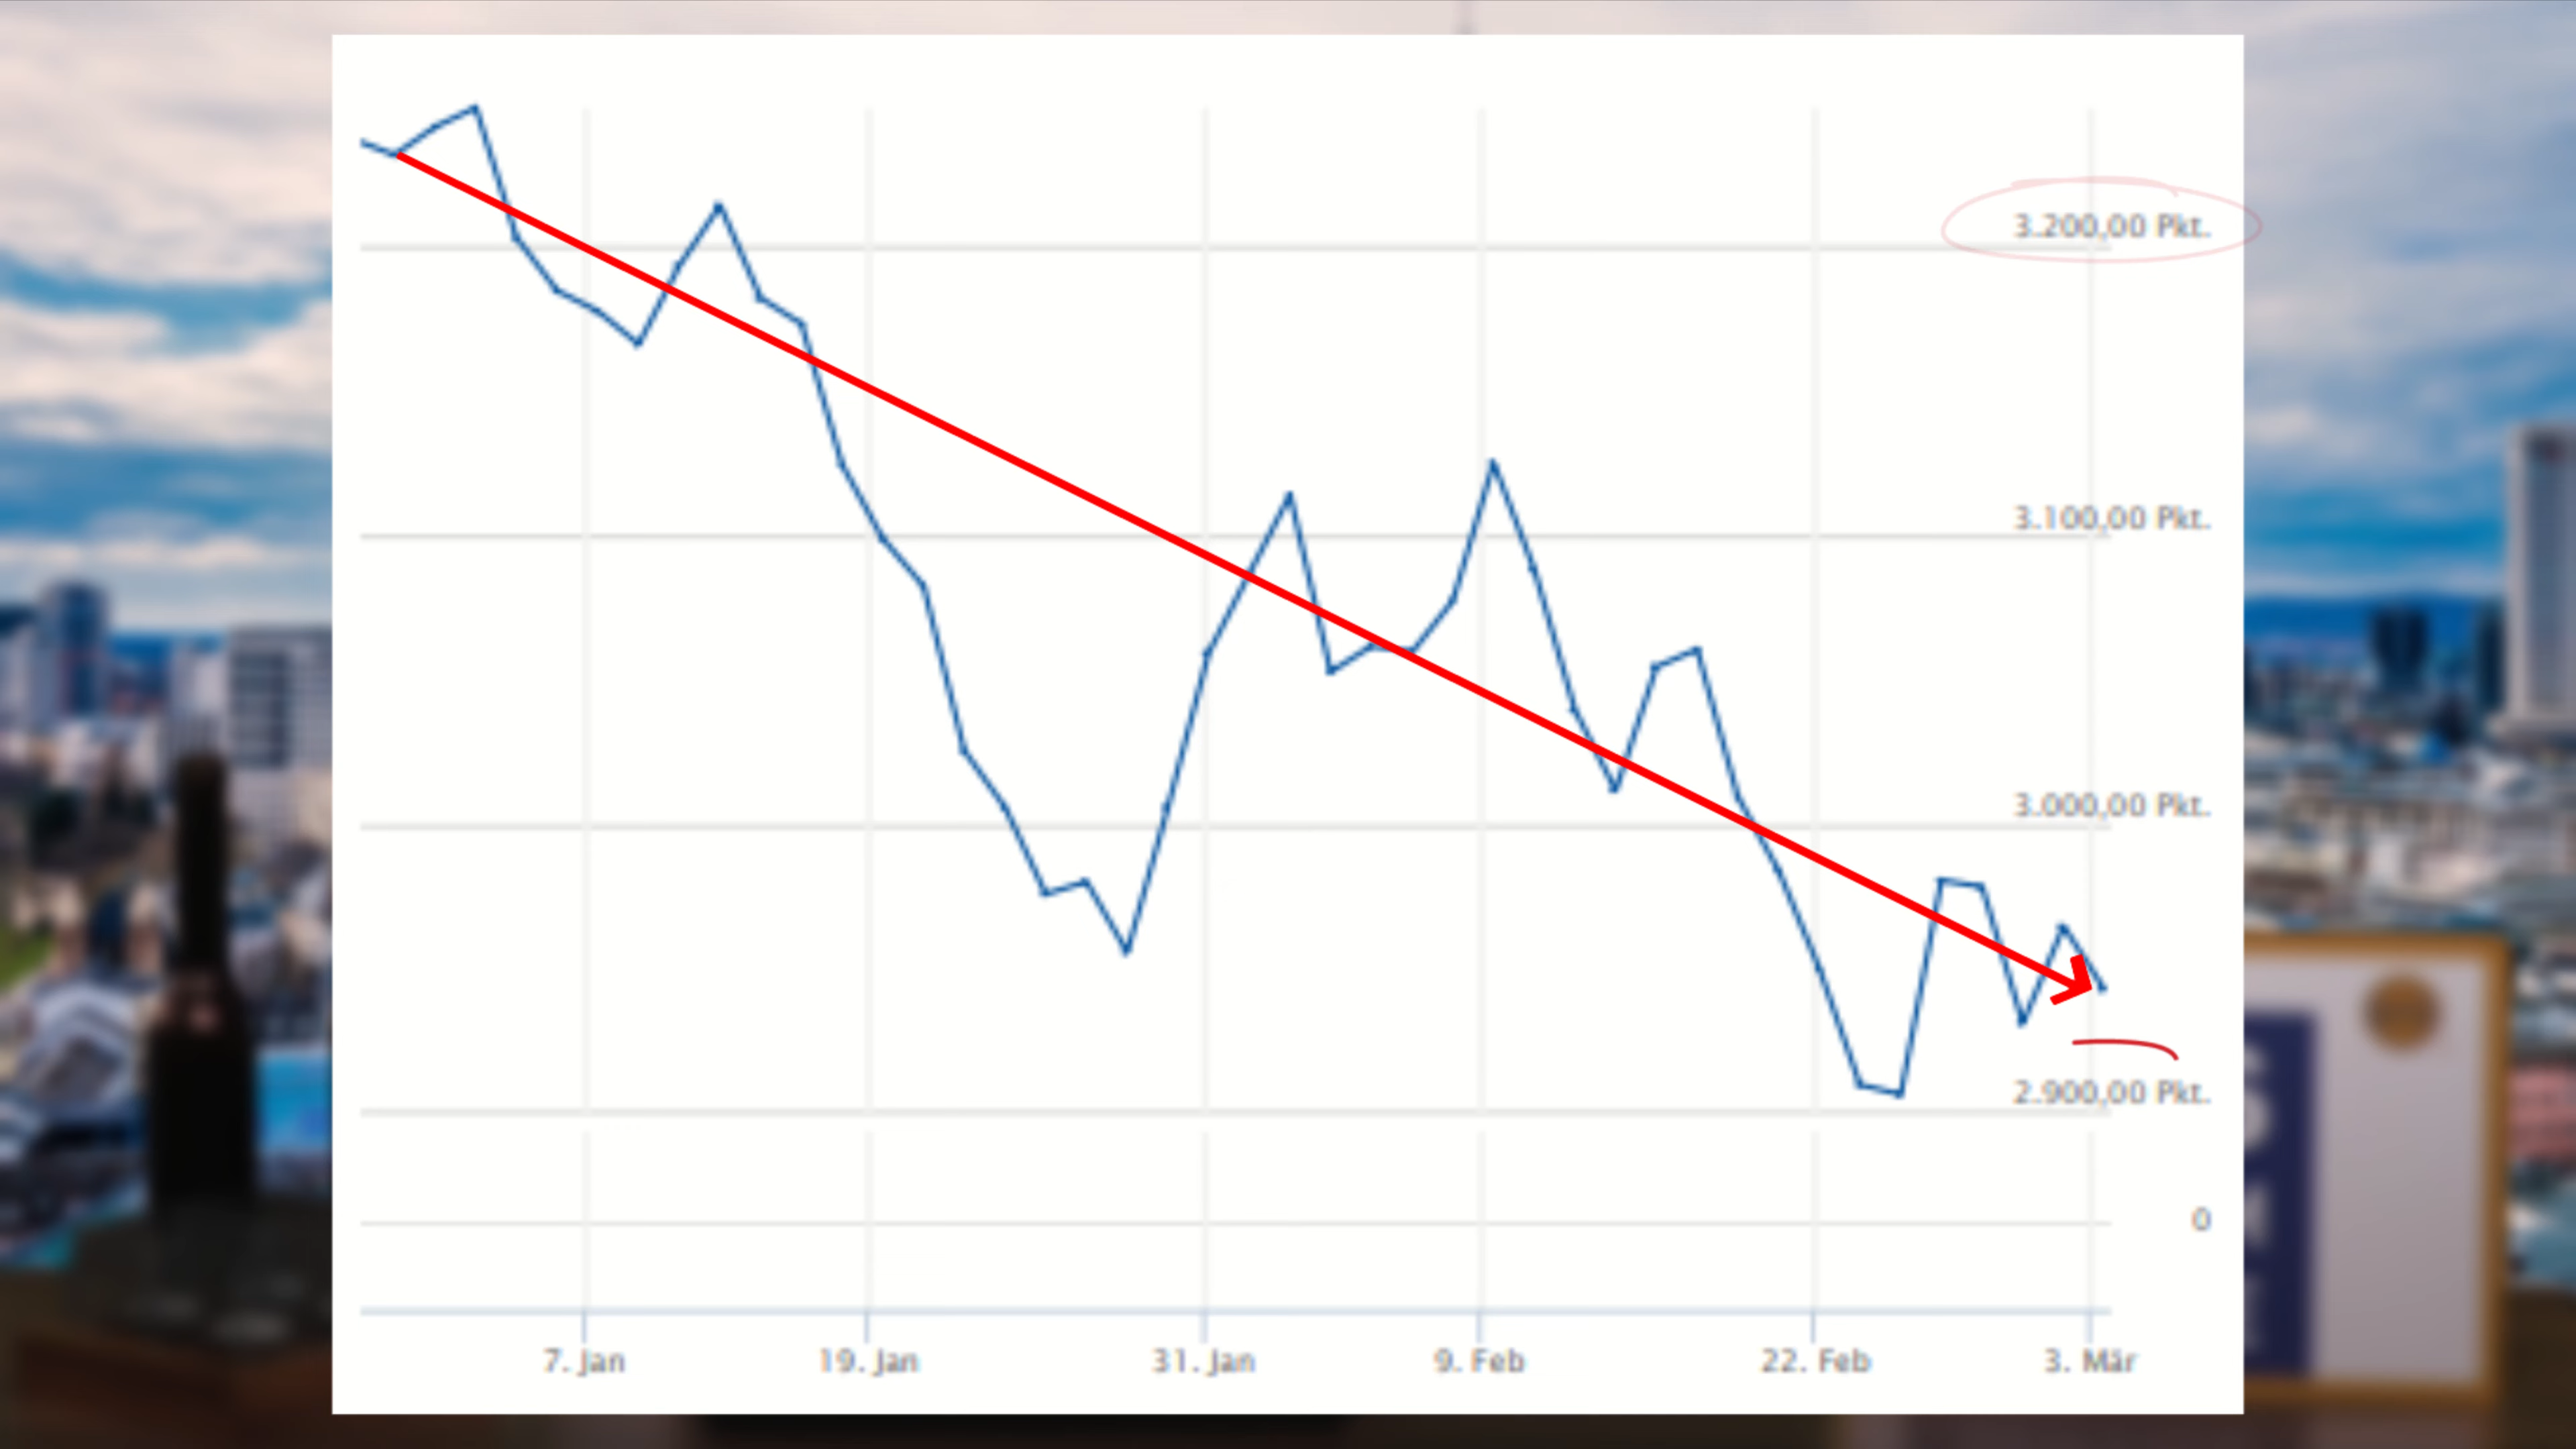 3.200,00 Pkt.
3.100,00 Pkt.
3.000,00 Pkt.
2.900,00 Pkt.
0
7. Jan
19. Jan
31. Jan
9. Feb
22. Feb
3. Mär